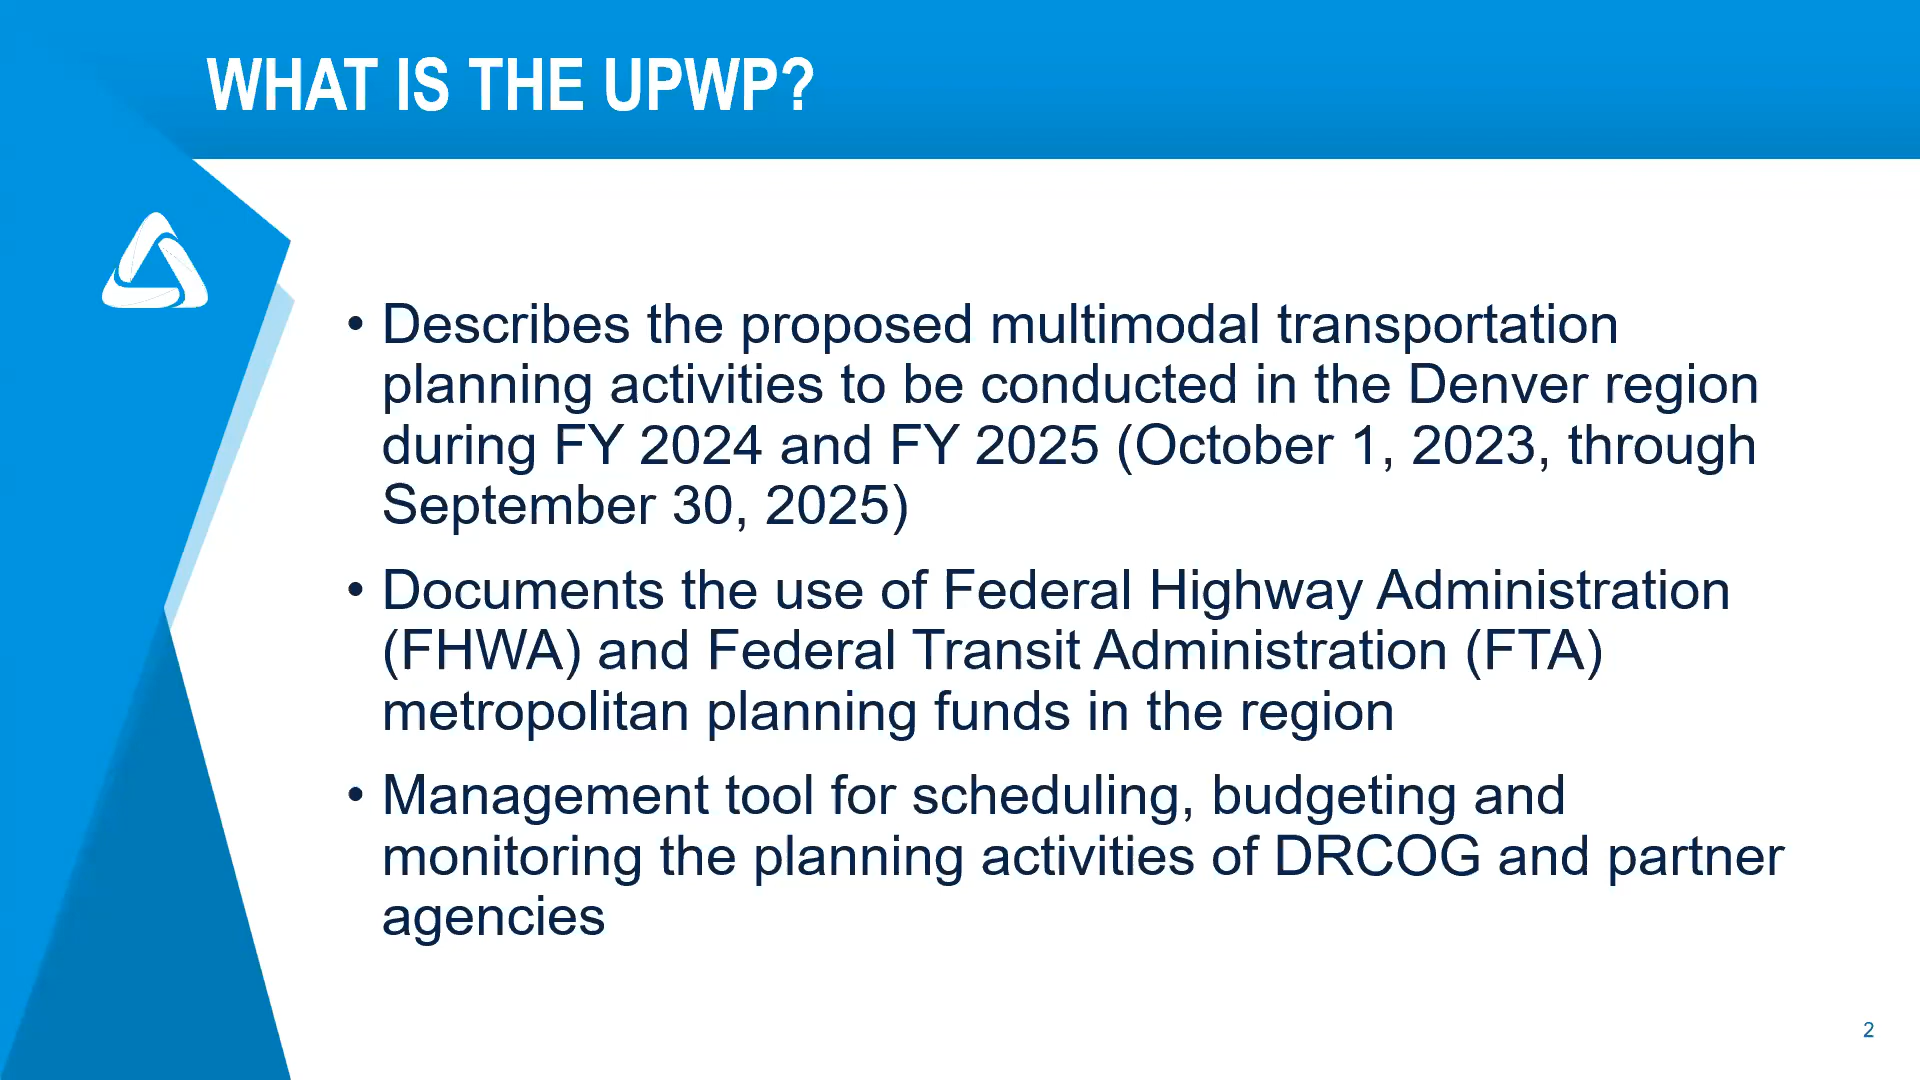 WHAT IS THE UPWP?
• Describes the proposed multimodal transportation
planning activities to be conducted in the Denver region
during FY 2024 and FY 2025 (October 1, 2023, through
September 30, 2025)
• Documents the use of Federal Highway Administration
(FHWA) and Federal Transit Administration (FTA)
metropolitan planning funds in the region
• Management tool for scheduling, budgeting and
monitoring the planning activities of DRCOG and partner
agencies
2